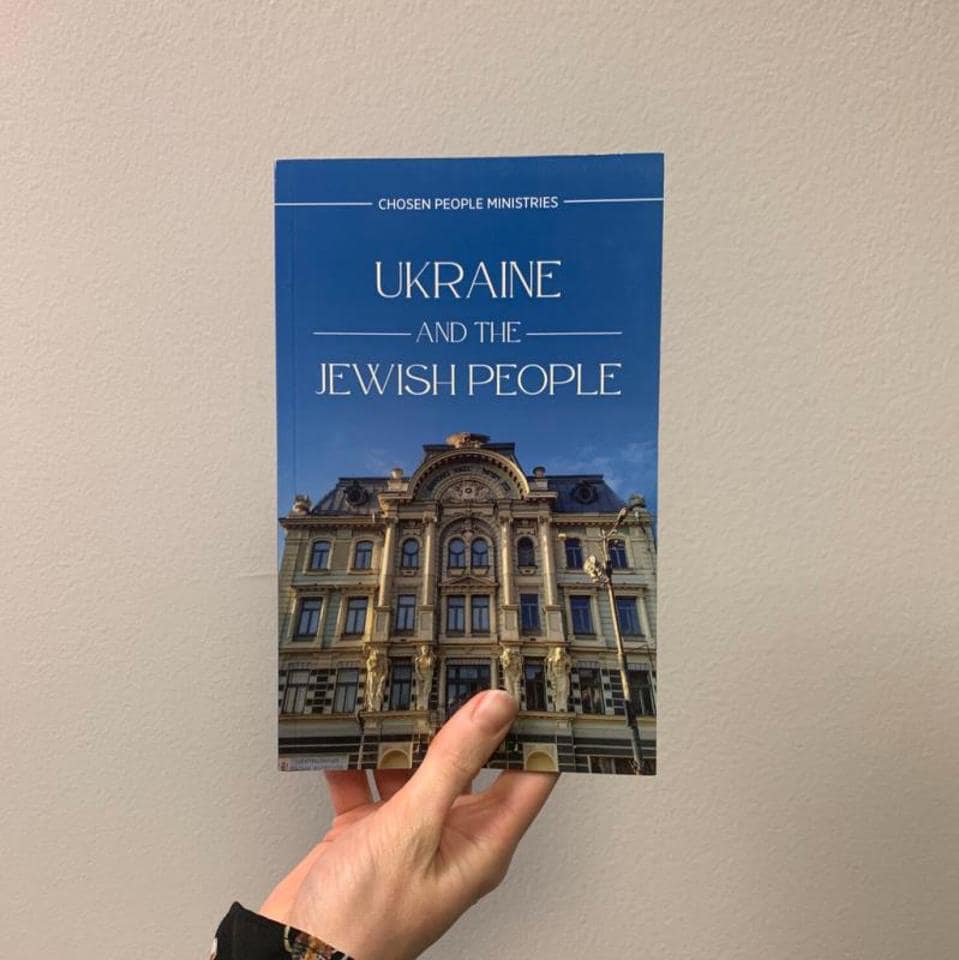 CHOSEN PEOPLE MINISTRIES
UKRAINE
AND THE
JEWISH PEOPLE